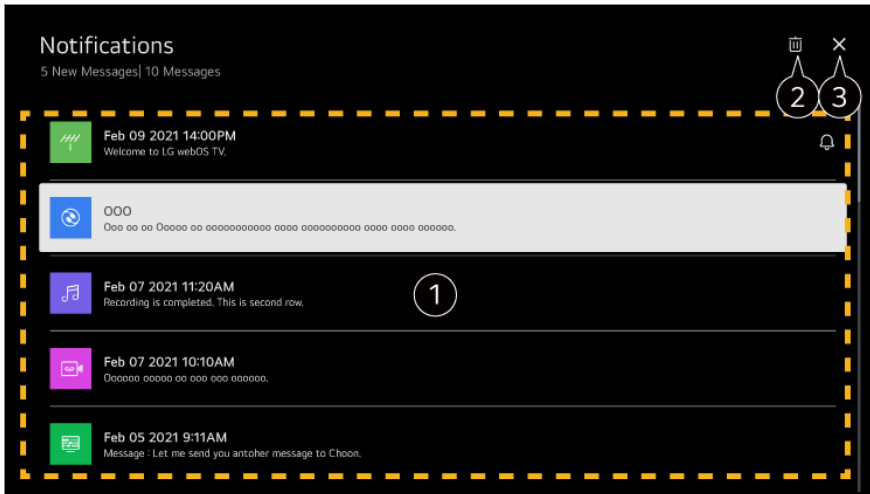 Notifications
5 New Messages| 10 Messages
2 3
Feb 09 2021 14:00PM
Welcome to LG webOS TV.
OOO
Ooo oo oo Ooooo oo ooooooooooo oooo oooooooooo oooo oooo oooooo.
Feb 07 2021 11:20AM
Recording is completed. This is second row.
1
Feb 07 2021 10:10AM
Oooooo ooooo oo ooo ooo oooooo.
Feb 05 2021 9:11AM
Message : Let me send you antoher message to Choon.